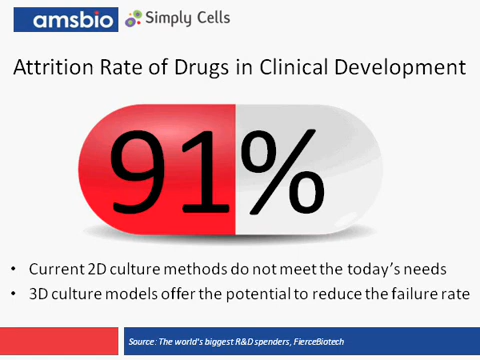 amsbio Simply Cells
Attrition Rate of Drugs in Clinical Development
91%
• Current 2D culture methods do not meet the today's needs
• 3D culture models offer the potential to reduce the failure rate
Source: The world's biggest R&D spenders, FierceBiotech